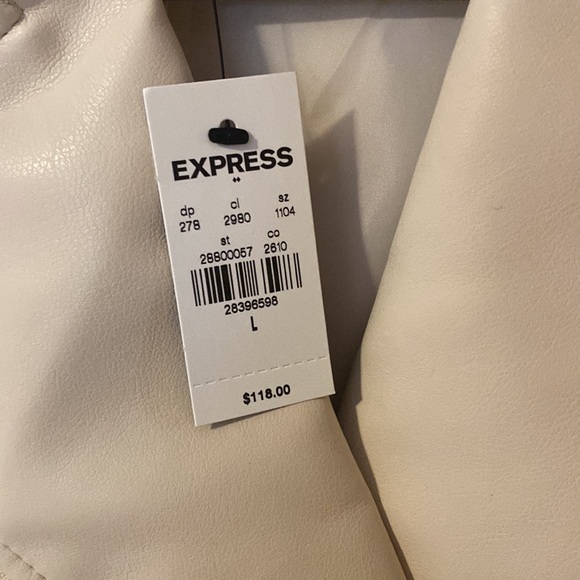 EXPRESS
dp cl sz
278 2980 1104
st co
28800057 2610
28396598
L
$118.00